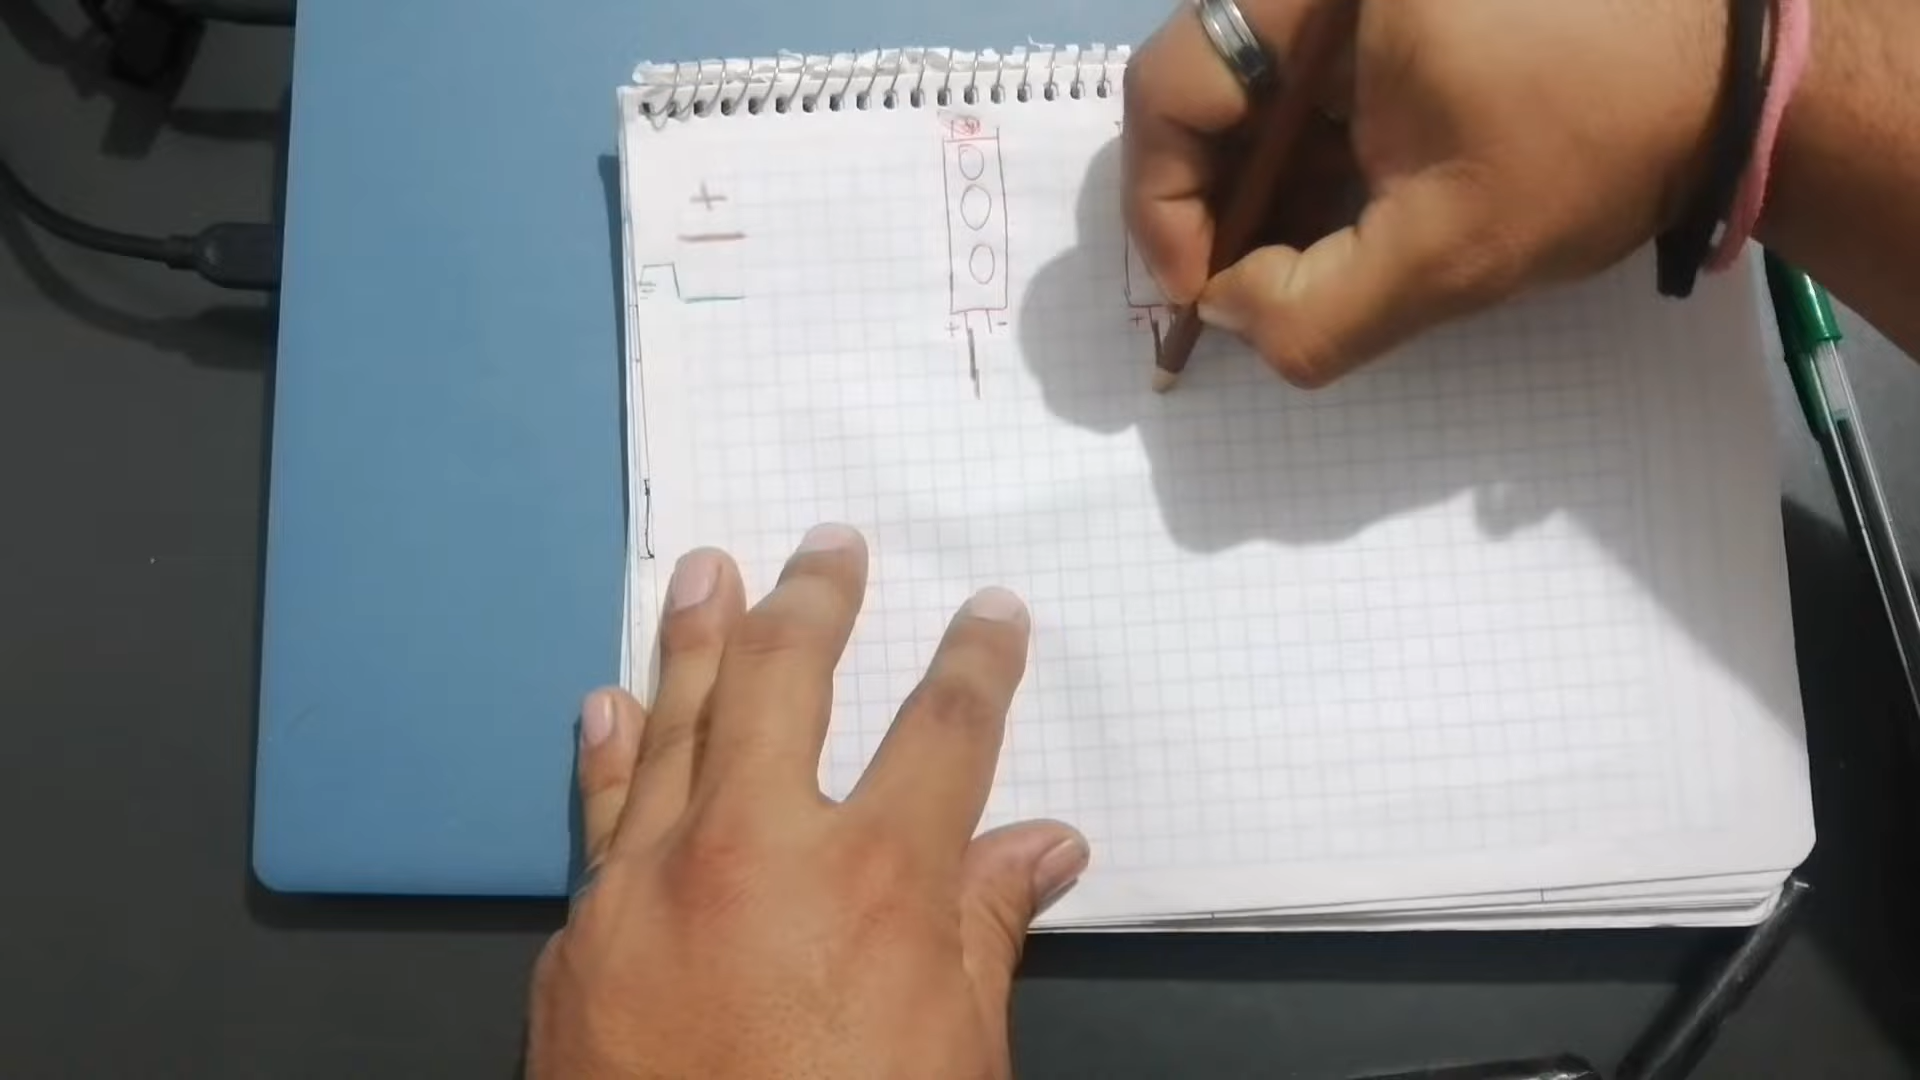 +
+ -
+